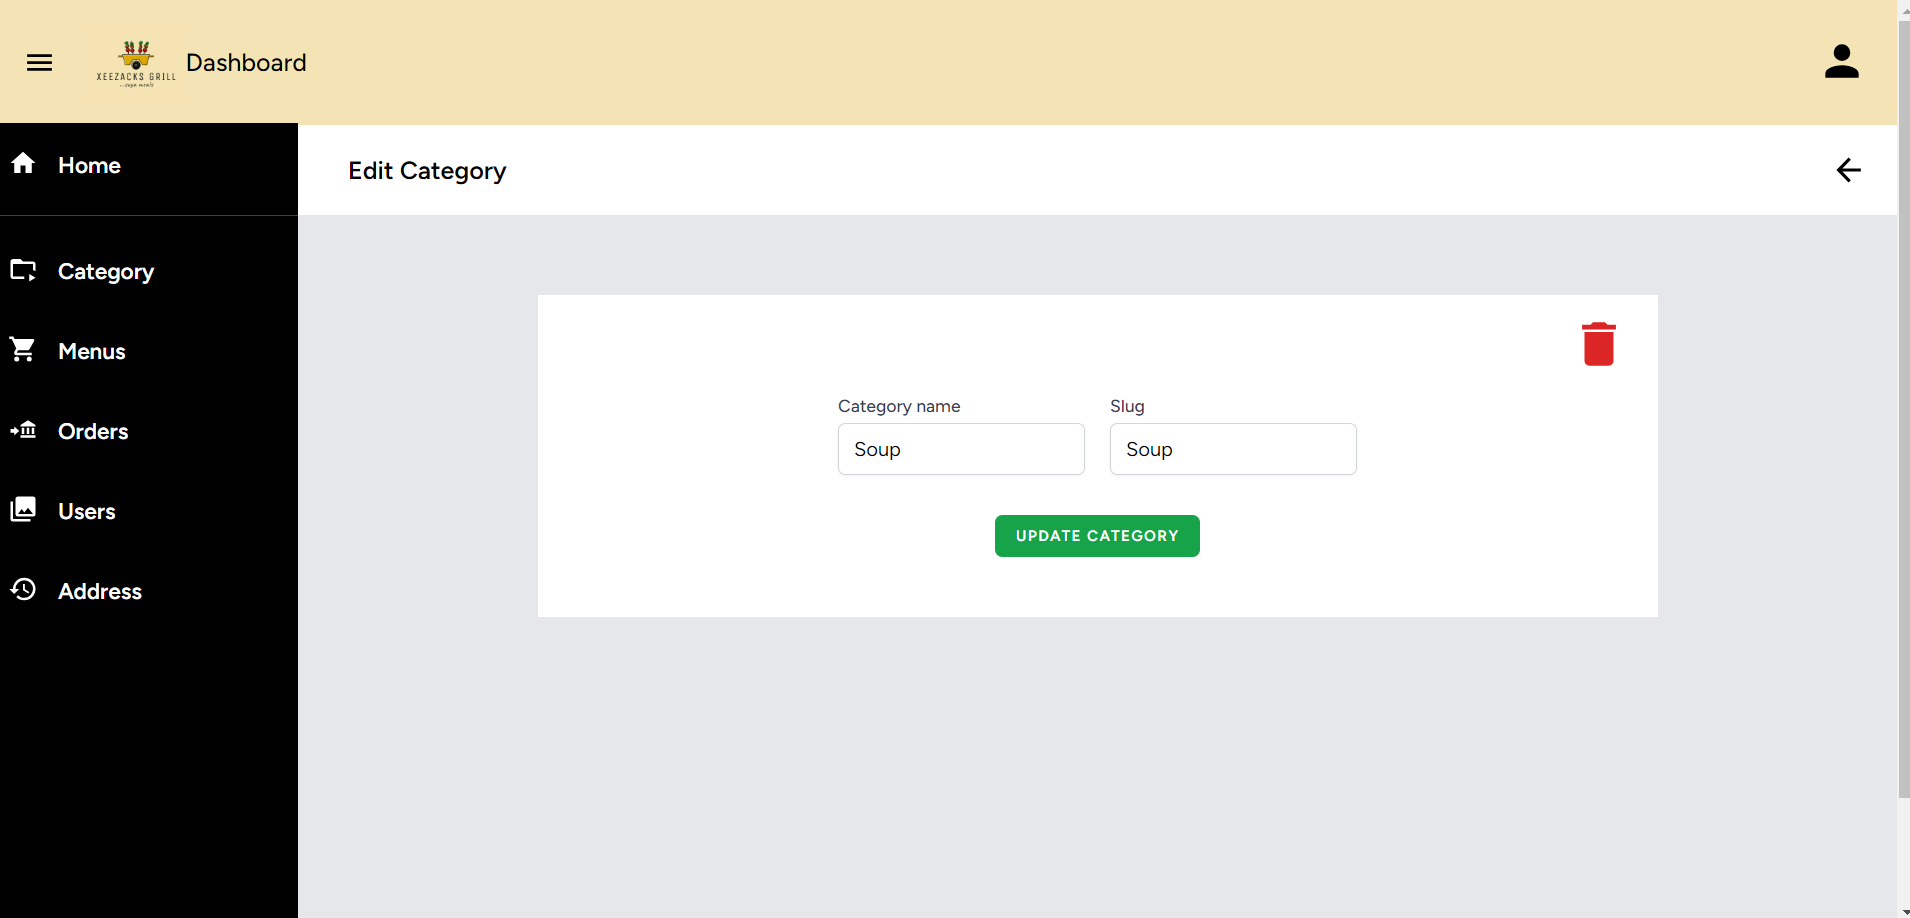 XEEZACKS GRILL
Dashboard
Home
Edit Category
Category
Menus
Orders
Users
Address
Category name
Slug
Soup
Soup
UPDATE CATEGORY